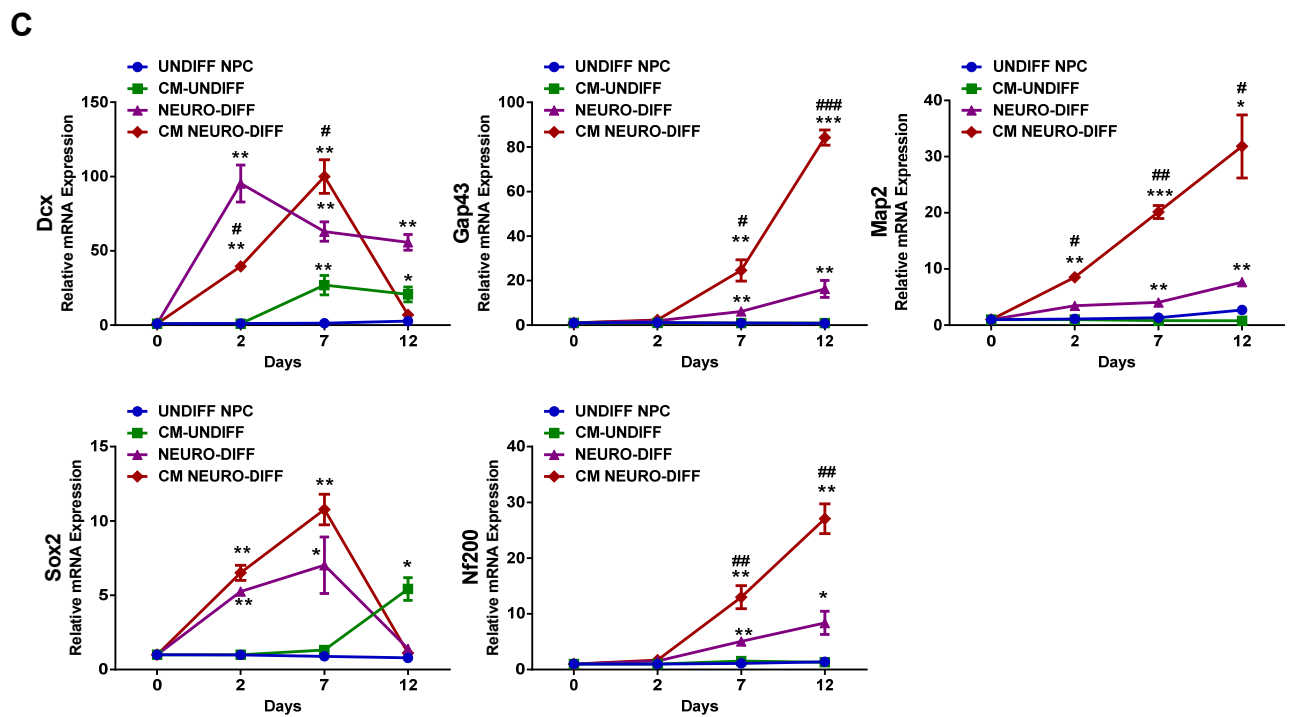 C
UNDIFF NPC
CM-UNDIFF
NEURO-DIFF
CM NEURO-DIFF
Dcx
Relative mRNA Expression
150
100
50
0
**
#
**
#
**
**
**
**
*
0 2 7 12
Days
UNDIFF NPC
CM-UNDIFF
NEURO-DIFF
CM NEURO-DIFF
Gap43
Relative mRNA Expression
100
80
60
40
20
0
###
***
#
**
**
**
0 2 7 12
Days
UNDIFF NPC
CM-UNDIFF
NEURO-DIFF
CM NEURO-DIFF
Map2
Relative mRNA Expression
40
30
20
10
0
#
*
##
***
#
**
**
**
0 2 7 12
Days
UNDIFF NPC
CM-UNDIFF
NEURO-DIFF
CM NEURO-DIFF
Sox2
Relative mRNA Expression
15
10
5
0
**
**
**
*
*
0 2 7 12
Days
UNDIFF NPC
CM-UNDIFF
NEURO-DIFF
CM NEURO-DIFF
Nf200
Relative mRNA Expression
40
30
20
10
0
##
**
##
**
*
**
0 2 7 12
Days